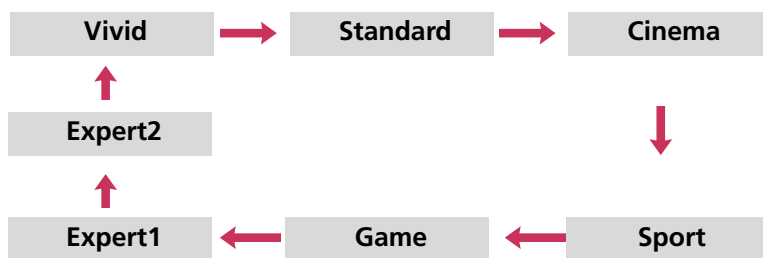 Vivid
Standard
Cinema
Expert2
Expert1
Game
Sport